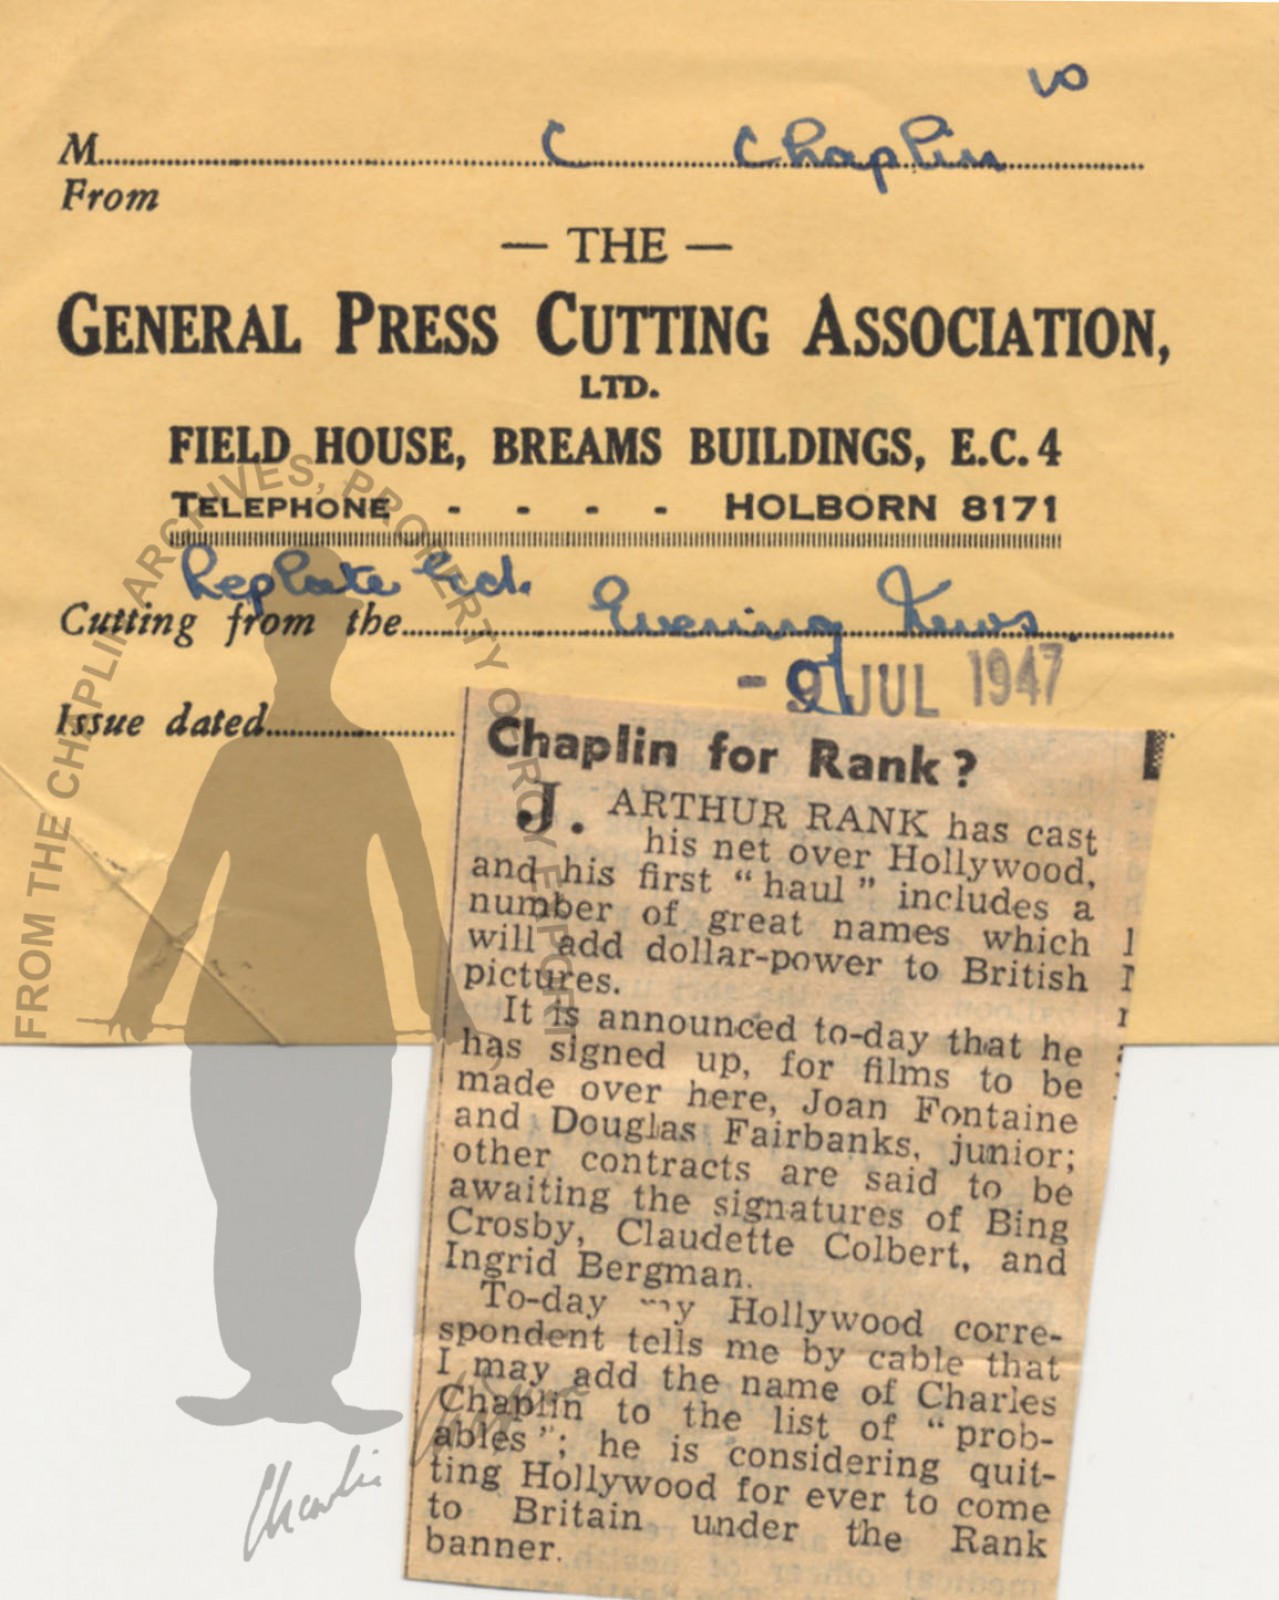 vo
M C Chaplin
From
— THE —
GENERAL PRESS CUTTING ASSOCIATION,
LTD.
FIELD HOUSE, BREAMS BUILDINGS, E.C.4
TELEPHONE - - - - HOLBORN 8171
Replate Ed. Evening News.
Cutting from the
- 9 JUL 1947
Issue dated
Chaplin for Rank?
J. ARTHUR RANK has cast
his net over Hollywood,
and his first “haul” includes a
number of great names which
will add dollar-power to British
pictures.
It is announced to-day that he
has signed up, for films to be
made over here, Joan Fontaine
and Douglas Fairbanks, junior;
other contracts are said to be
awaiting the signatures of Bing
Crosby, Claudette Colbert, and
Ingrid Bergman.
To-day my Hollywood corre-
spondent tells me by cable that
I may add the name of Charles
Chaplin to the list of “prob-
ables”; he is considering quit-
ting Hollywood for ever to come
to Britain under the Rank
banner.
FROM THE CHAPLIN ARCHIVES, PROPERTY OF ROY EXPORT
Charlie